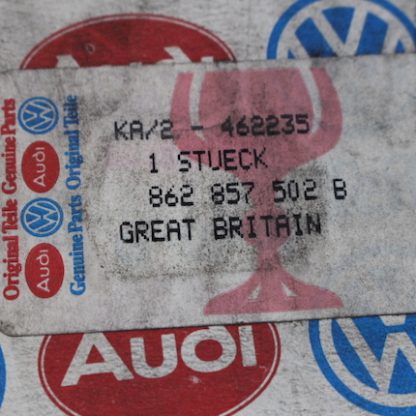 Audi
KA/2 - 462235
1 STUECK
862 857 502 B
GREAT BRITAIN
Original Teile Genuine Parts
Audi
Audi
Genuine Parts Original Teile
Audi